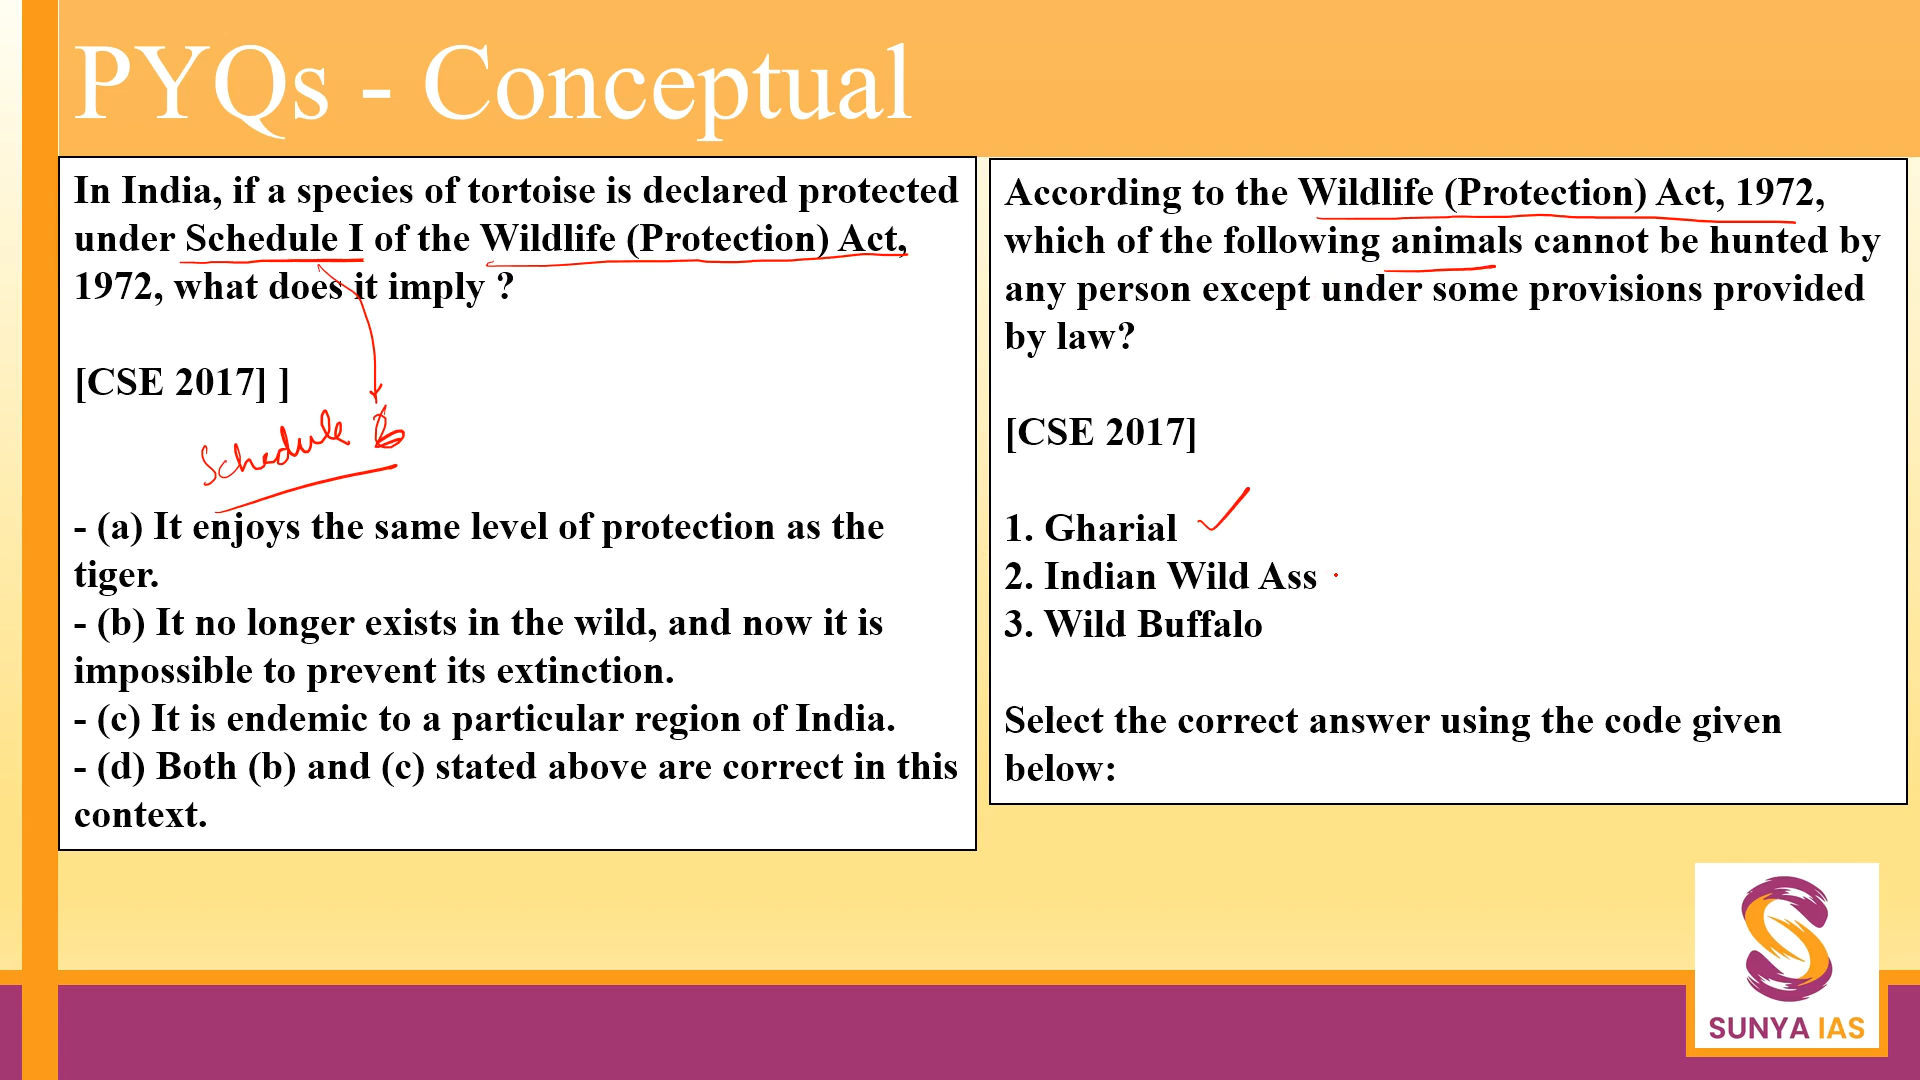 PYQs - Conceptual
In India, if a species of tortoise is declared protected
under Schedule I of the Wildlife (Protection) Act,
1972, what does it imply ?
[CSE 2017] ]
Schedule
- (a) It enjoys the same level of protection as the
tiger.
- (b) It no longer exists in the wild, and now it is
impossible to prevent its extinction.
- (c) It is endemic to a particular region of India.
- (d) Both (b) and (c) stated above are correct in this
context.
According to the Wildlife (Protection) Act, 1972,
which of the following animals cannot be hunted by
any person except under some provisions provided
by law?
[CSE 2017]
1. Gharial
2. Indian Wild Ass
3. Wild Buffalo
Select the correct answer using the code given
below:
SUNYA IAS